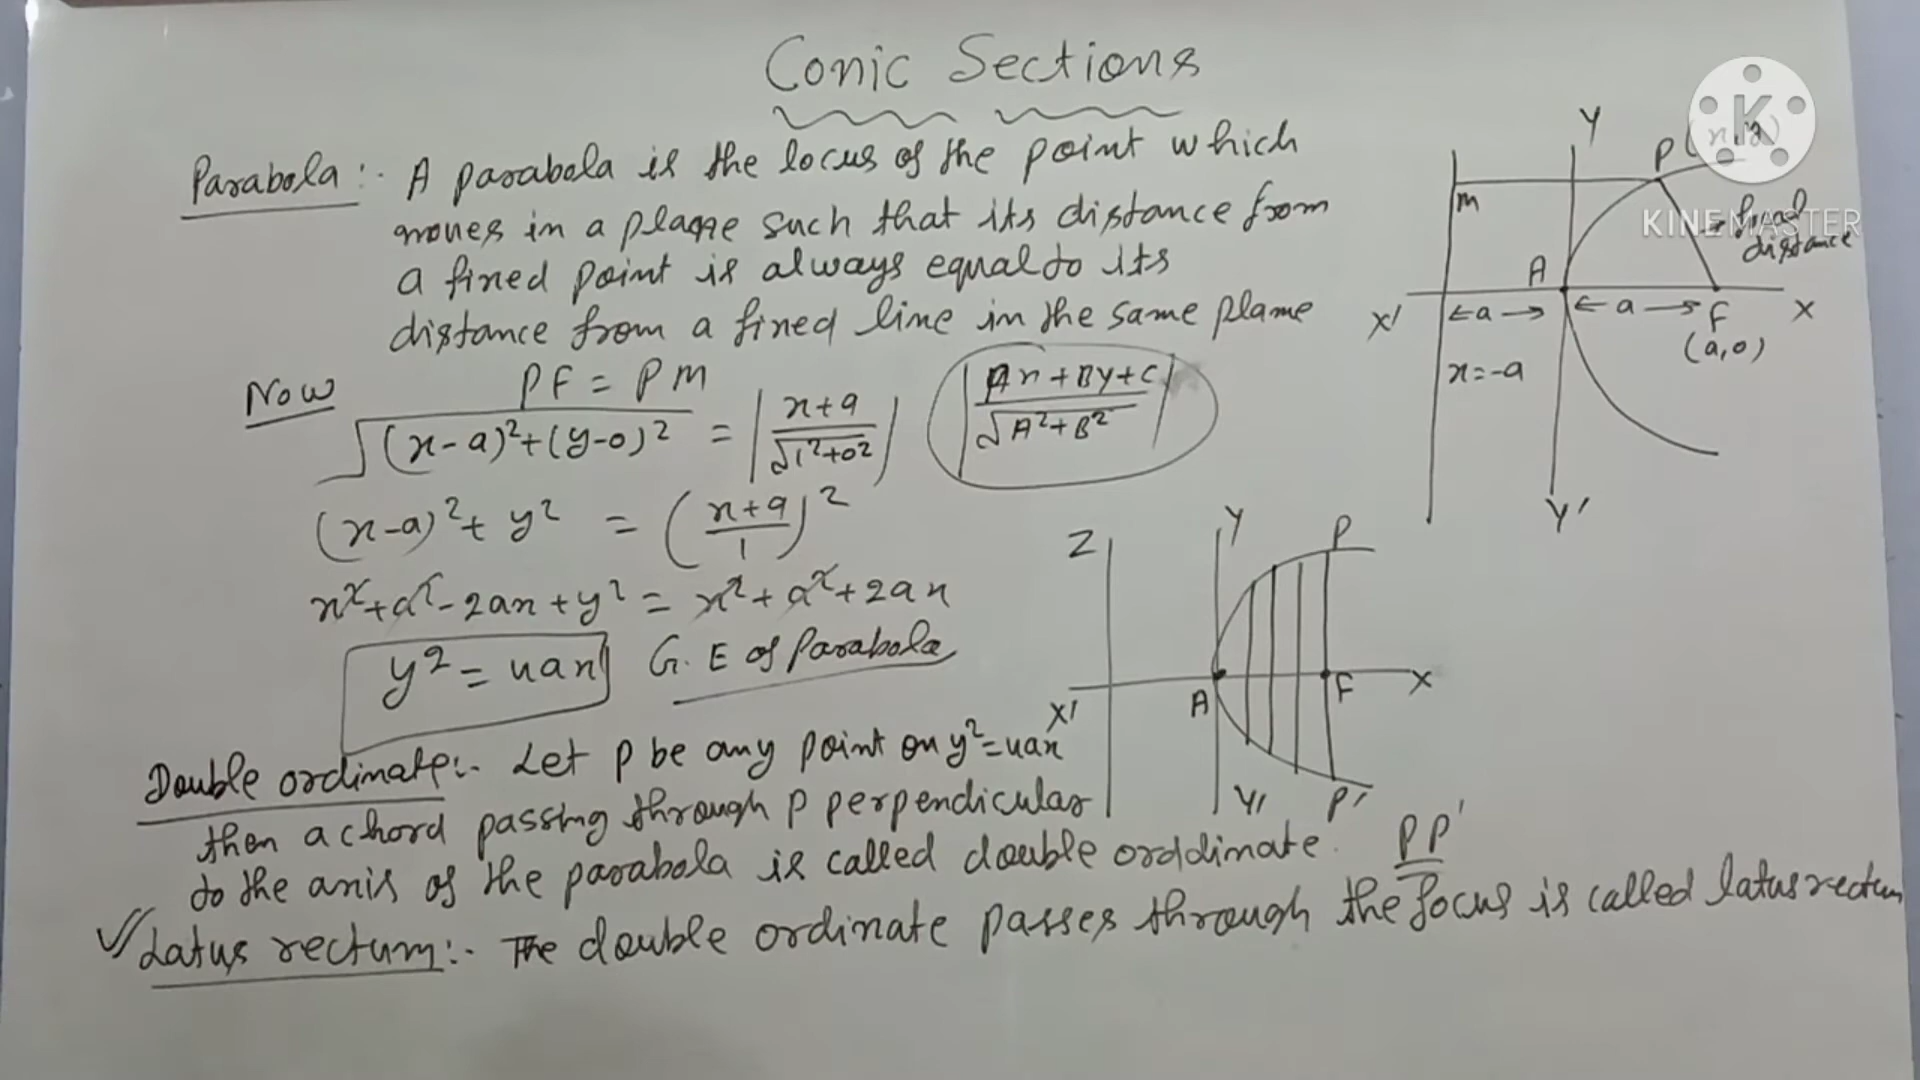 Conic Sections
Parabola :- A parabola is the locus of the point which
moves in a plane such that its distance from
a fixed point is always equal to its
distance from a fixed line in the same plane
Now PF = PM
√(x-a)²+(y-0)² = |x+a / √1²+0²| |Ax+By+C / √A²+B²|
(x-a)²+y² = (x+a / 1)²
x²+a²-2ax+y² = x²+a²+2ax
y² = 4ax G.E of Parabola
Double ordinate:- Let P be any point on y²=4ax
then a chord passing through P perpendicular
to the axis of the parabola is called double orddimate. PP'
Latus rectum:- The double ordinate passes through the focus is called latus rectum
Y
P(x,y)
M
focal
distance
A
X'
a
a
F
X
(a,0)
x=-a
Y'
Z
Y
P
A
F
X
X'
Y'
P'
K
KINEMASTER